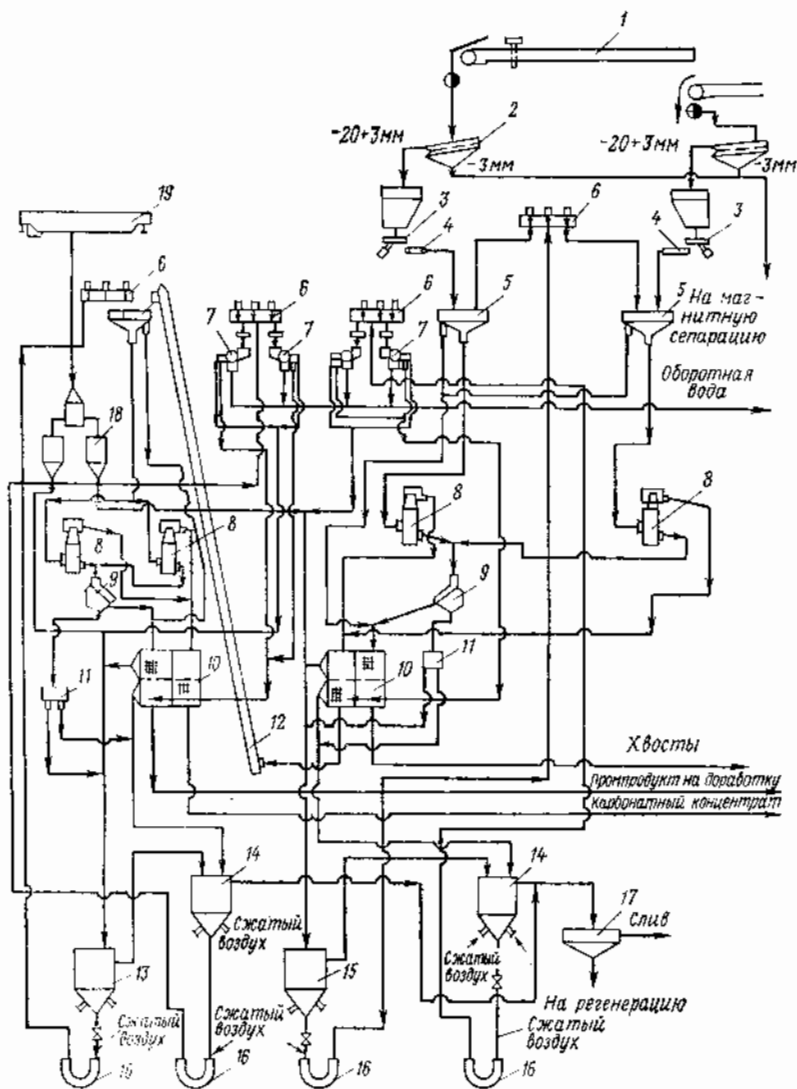 1
2
-20+3мм
-3мм
-20+3мм
-3мм
19
3
6
3
4
4
6
6
6
5
5
На маг-
нитную
сепарацию
7
7
7
Оборотная
вода
18
8
8
8
8
9
9
11
10
10
11
12
Хвосты
Промпродукт на доработку
Карбонатный концентрат
14
14
17
Слив
Сжатый
воздух
13
15
Сжатый
воздух
На регенерацию
Сжатый
воздух
Сжатый
воздух
Сжатый
воздух
16
16
16
16